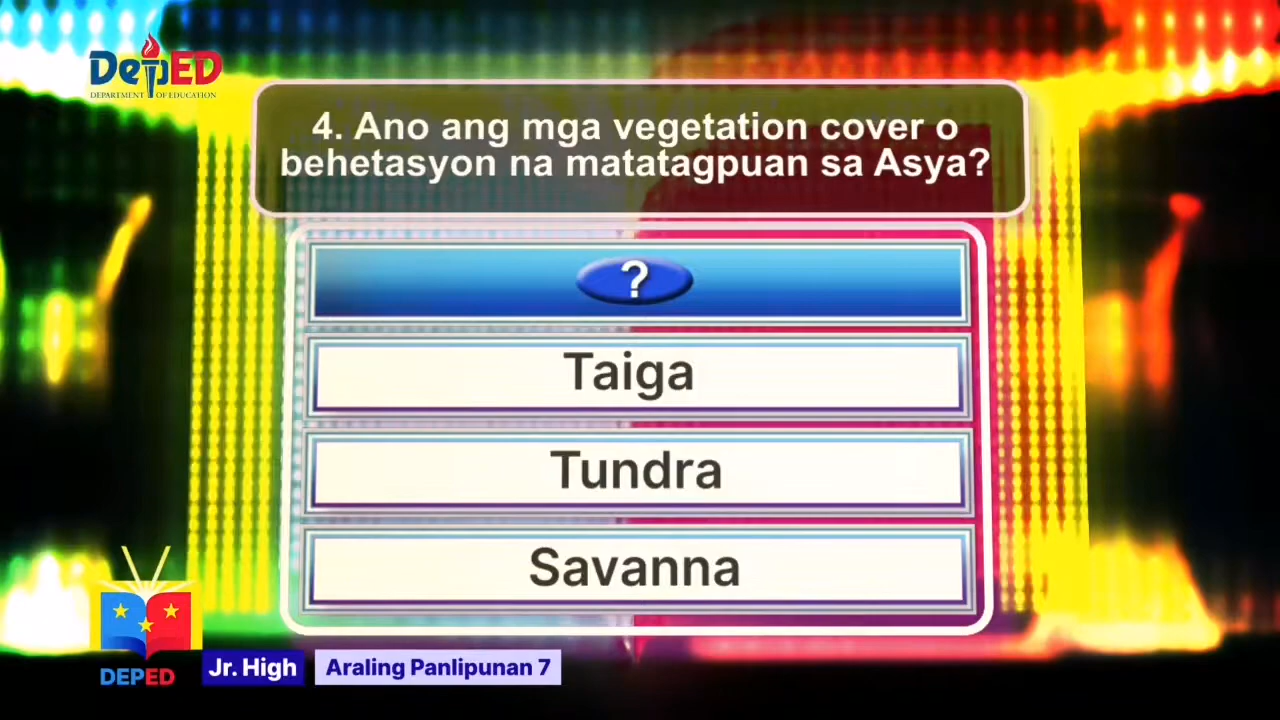 DepED
DEPARTMENT OF EDUCATION
4. Ano ang mga vegetation cover o
behetasyon na matatagpuan sa Asya?
?
Taiga
Tundra
Savanna
DEPED
Jr. High
Araling Panlipunan 7